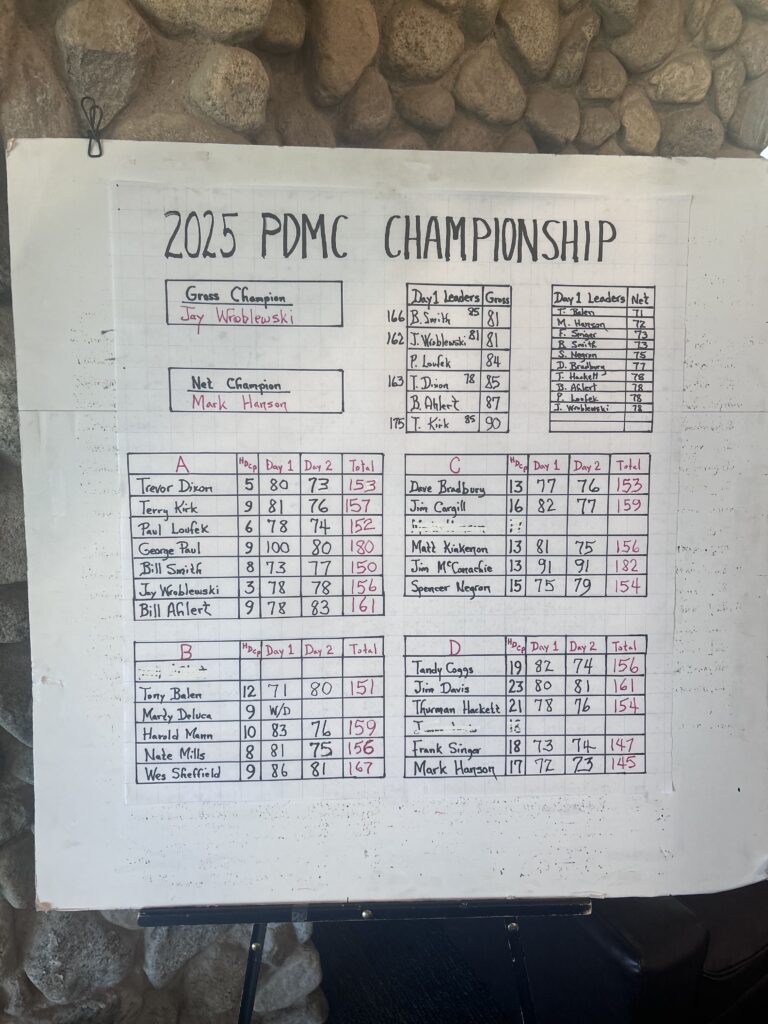 2025 PDMC CHAMPIONSHIP
Gross Champion
Jay Wroblewski
Net Champion
Mark Hanson
Day 1 Leaders Gross
166 B. Smith 85 81
162 J. Wroblewski 81 81
P. Loufek 84
163 T. Dixon 78 85
B. Ahlert 87
175 T. Kirk 85 90
Day 1 Leaders Net
T. Balen 71
M. Hanson 72
F. Singer 73
B. Smith 73
S. Negron 75
D. Bradbury 77
T. Hackett 78
B. Ahlert 78
P. Loufek 78
J. Wroblewski 78
A HDcp Day 1 Day 2 Total
Trevor Dixon 5 80 73 153
Terry Kirk 9 81 76 157
Paul Loufek 6 78 74 152
George Paul 9 100 80 180
Bill Smith 8 73 77 150
Jay Wroblewski 3 78 78 156
Bill Ahlert 9 78 83 161
C HDcp Day 1 Day 2 Total
Dave Bradbury 13 77 76 153
Jim Cargill 16 82 77 159
Matt Kinkenon 13 81 75 156
Jim McConachie 13 91 91 182
Spencer Negron 15 75 79 154
B HDcp Day 1 Day 2 Total
Tony Balen 12 71 80 151
Marty Deluca 9 W/D
Harold Mann 10 83 76 159
Nate Mills 8 81 75 156
Wes Sheffield 9 86 81 167
D HDcp Day 1 Day 2 Total
Tandy Coggs 19 82 74 156
Jim Davis 23 80 81 161
Thurman Hackett 21 78 76 154
Frank Singer 18 73 74 147
Mark Hanson 17 72 73 145